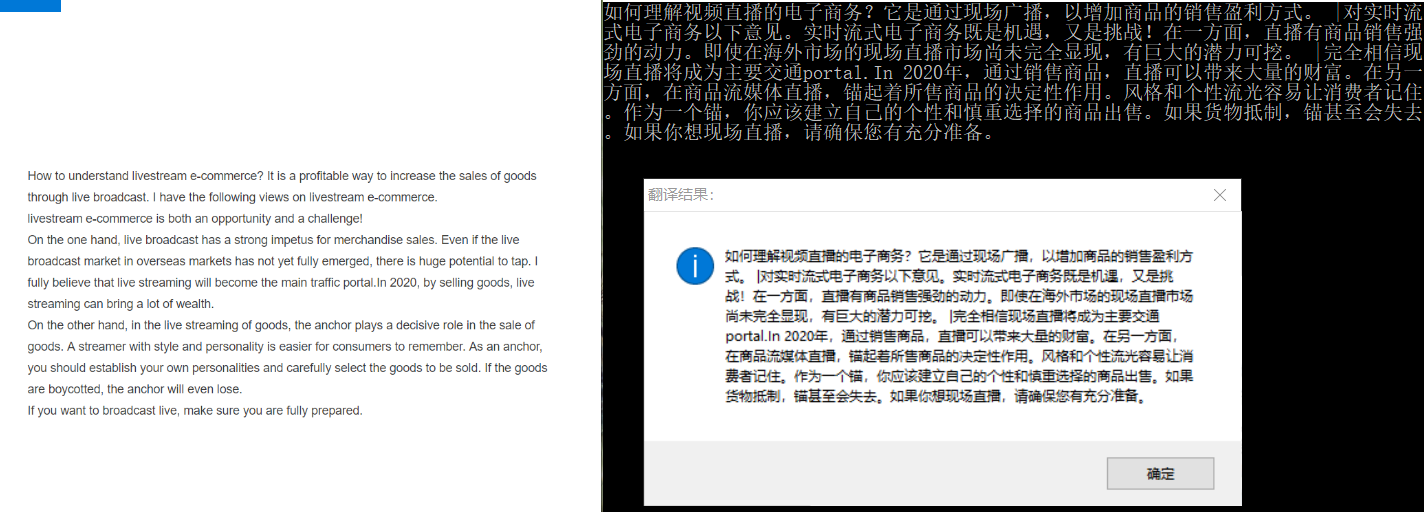 How to understand livestream e-commerce? It is a profitable way to increase the sales of goods
through live broadcast. I have the following views on livestream e-commerce.
livestream e-commerce is both an opportunity and a challenge!
On the one hand, live broadcast has a strong impetus for merchandise sales. Even if the live
broadcast market in overseas markets has not yet fully emerged, there is huge potential to tap. I
fully believe that live streaming will become the main traffic portal.In 2020, by selling goods, live
streaming can bring a lot of wealth.
On the other hand, in the live streaming of goods, the anchor plays a decisive role in the sale of
goods. A streamer with style and personality is easier for consumers to remember. As an anchor,
you should establish your own personalities and carefully select the goods to be sold. If the goods
are boycotted, the anchor will even lose.
If you want to broadcast live, make sure you are fully prepared.
如何理解视频直播的电子商务？它是通过现场广播，以增加商品的销售盈利方式。 |对实时流
式电子商务以下意见。实时流式电子商务既是机遇，又是挑战！在一方面，直播有商品销售强
劲的动力。即使在海外市场的现场直播市场尚未完全显现，有巨大的潜力可挖。 |完全相信现
场直播将成为主要交通portal.In 2020年，通过销售商品，直播可以带来大量的财富。在另一
方面，在商品流媒体直播，锚起着所售商品的决定性作用。风格和个性流光容易让消费者记住
。作为一个锚，你应该建立自己的个性和慎重选择的商品出售。如果货物抵制，锚甚至会失去
。如果你想现场直播，请确保您有充分准备。
翻译结果:
如何理解视频直播的电子商务？它是通过现场广播，以增加商品的销售盈利方
式。 |对实时流式电子商务以下意见。实时流式电子商务既是机遇，又是挑
战！在一方面，直播有商品销售强劲的动力。即使在海外市场的现场直播市场
尚未完全显现，有巨大的潜力可挖。 |完全相信现场直播将成为主要交通
portal.In 2020年，通过销售商品，直播可以带来大量的财富。在另一方面，
在商品流媒体直播，锚起着所售商品的决定性作用。风格和个性流光容易让消
费者记住。作为一个锚，你应该建立自己的个性和慎重选择的商品出售。如果
货物抵制，锚甚至会失去。如果你想现场直播，请确保您有充分准备。
确定